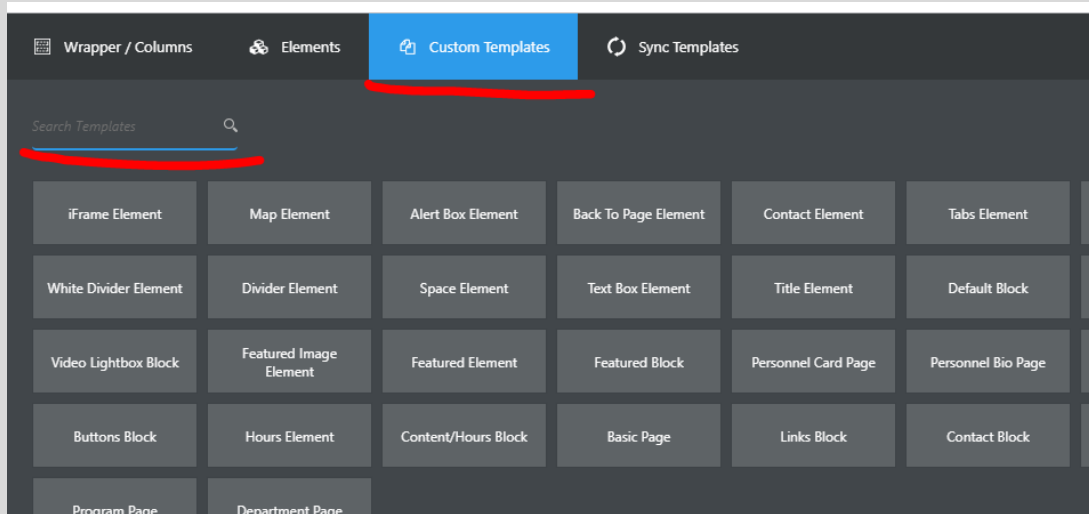 Wrapper / Columns
Elements
Custom Templates
Sync Templates
Search Templates
iFrame Element
Map Element
Alert Box Element
Back To Page Element
Contact Element
Tabs Element
White Divider Element
Divider Element
Space Element
Text Box Element
Title Element
Default Block
Video Lightbox Block
Featured Image
Element
Featured Element
Featured Block
Personnel Card Page
Personnel Bio Page
Buttons Block
Hours Element
Content/Hours Block
Basic Page
Links Block
Contact Block
Program Page
Department Page